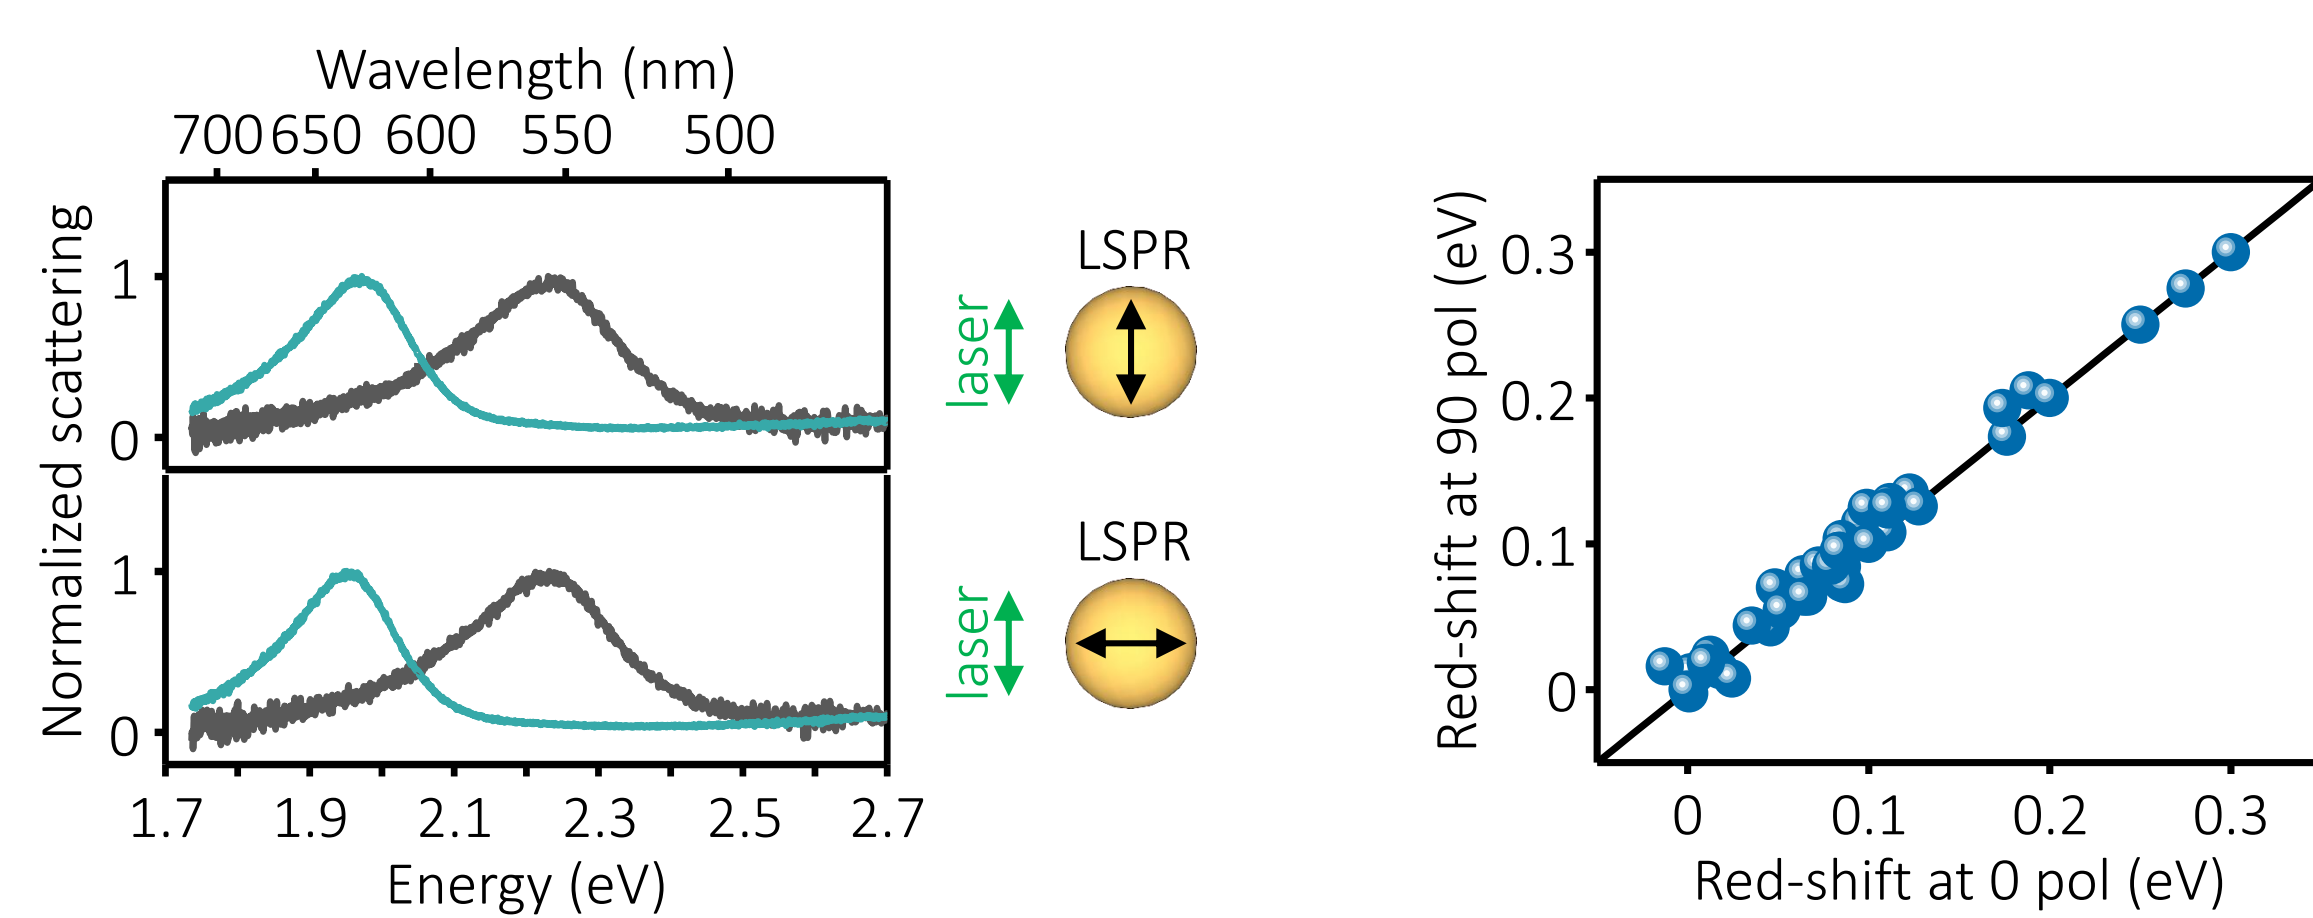 Wavelength (nm)
700 650 600 550 500
Normalized scattering
1
0
1
0
1.7 1.9 2.1 2.3 2.5 2.7
Energy (eV)
LSPR
laser
LSPR
laser
Red-shift at 90 pol (eV)
0.3
0.2
0.1
0
0 0.1 0.2 0.3
Red-shift at 0 pol (eV)